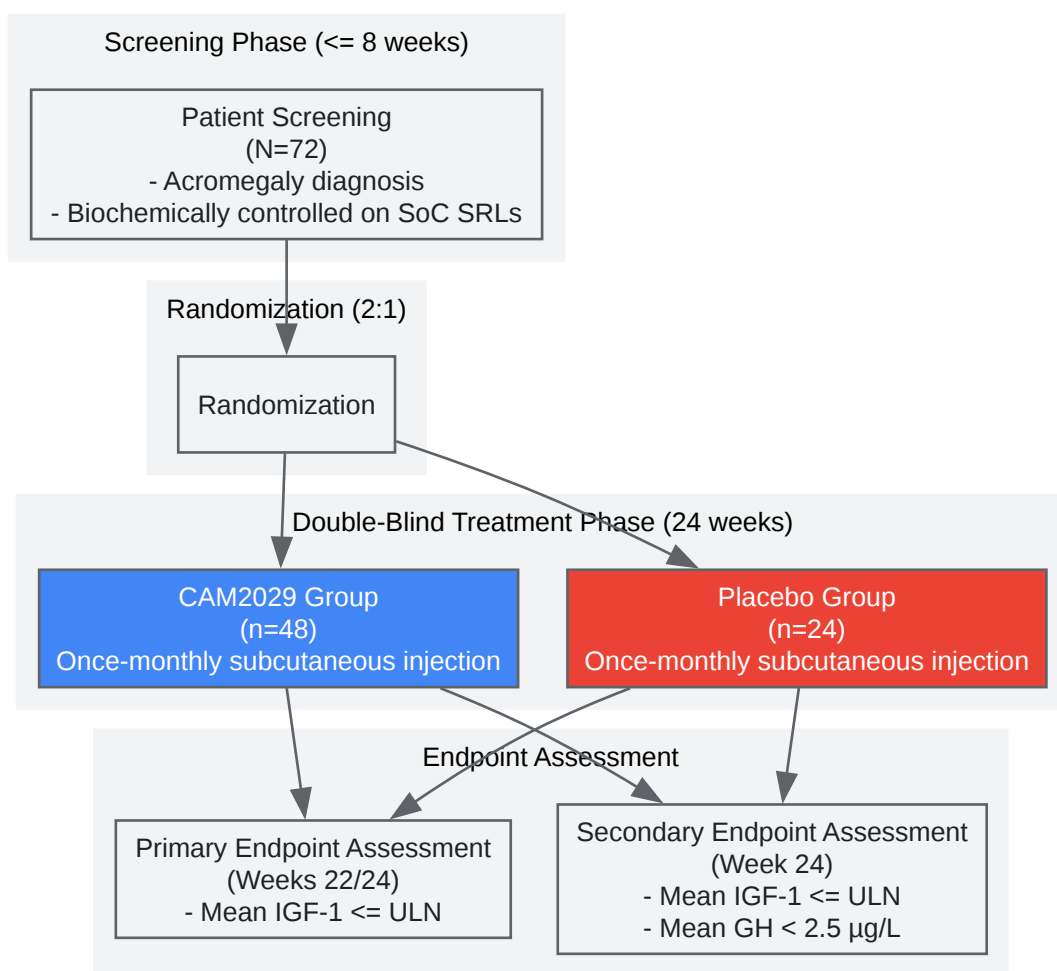 Screening Phase (<= 8 weeks)
Patient Screening
(N=72)
- Acromegaly diagnosis
- Biochemically controlled on SoC SRLs
Randomization (2:1)
Randomization
Double-Blind Treatment Phase (24 weeks)
CAM2029 Group
(n=48)
Once-monthly subcutaneous injection
Placebo Group
(n=24)
Once-monthly subcutaneous injection
Endpoint Assessment
Primary Endpoint Assessment
(Weeks 22/24)
- Mean IGF-1 <= ULN
Secondary Endpoint Assessment
(Week 24)
- Mean IGF-1 <= ULN
- Mean GH < 2.5 µg/L